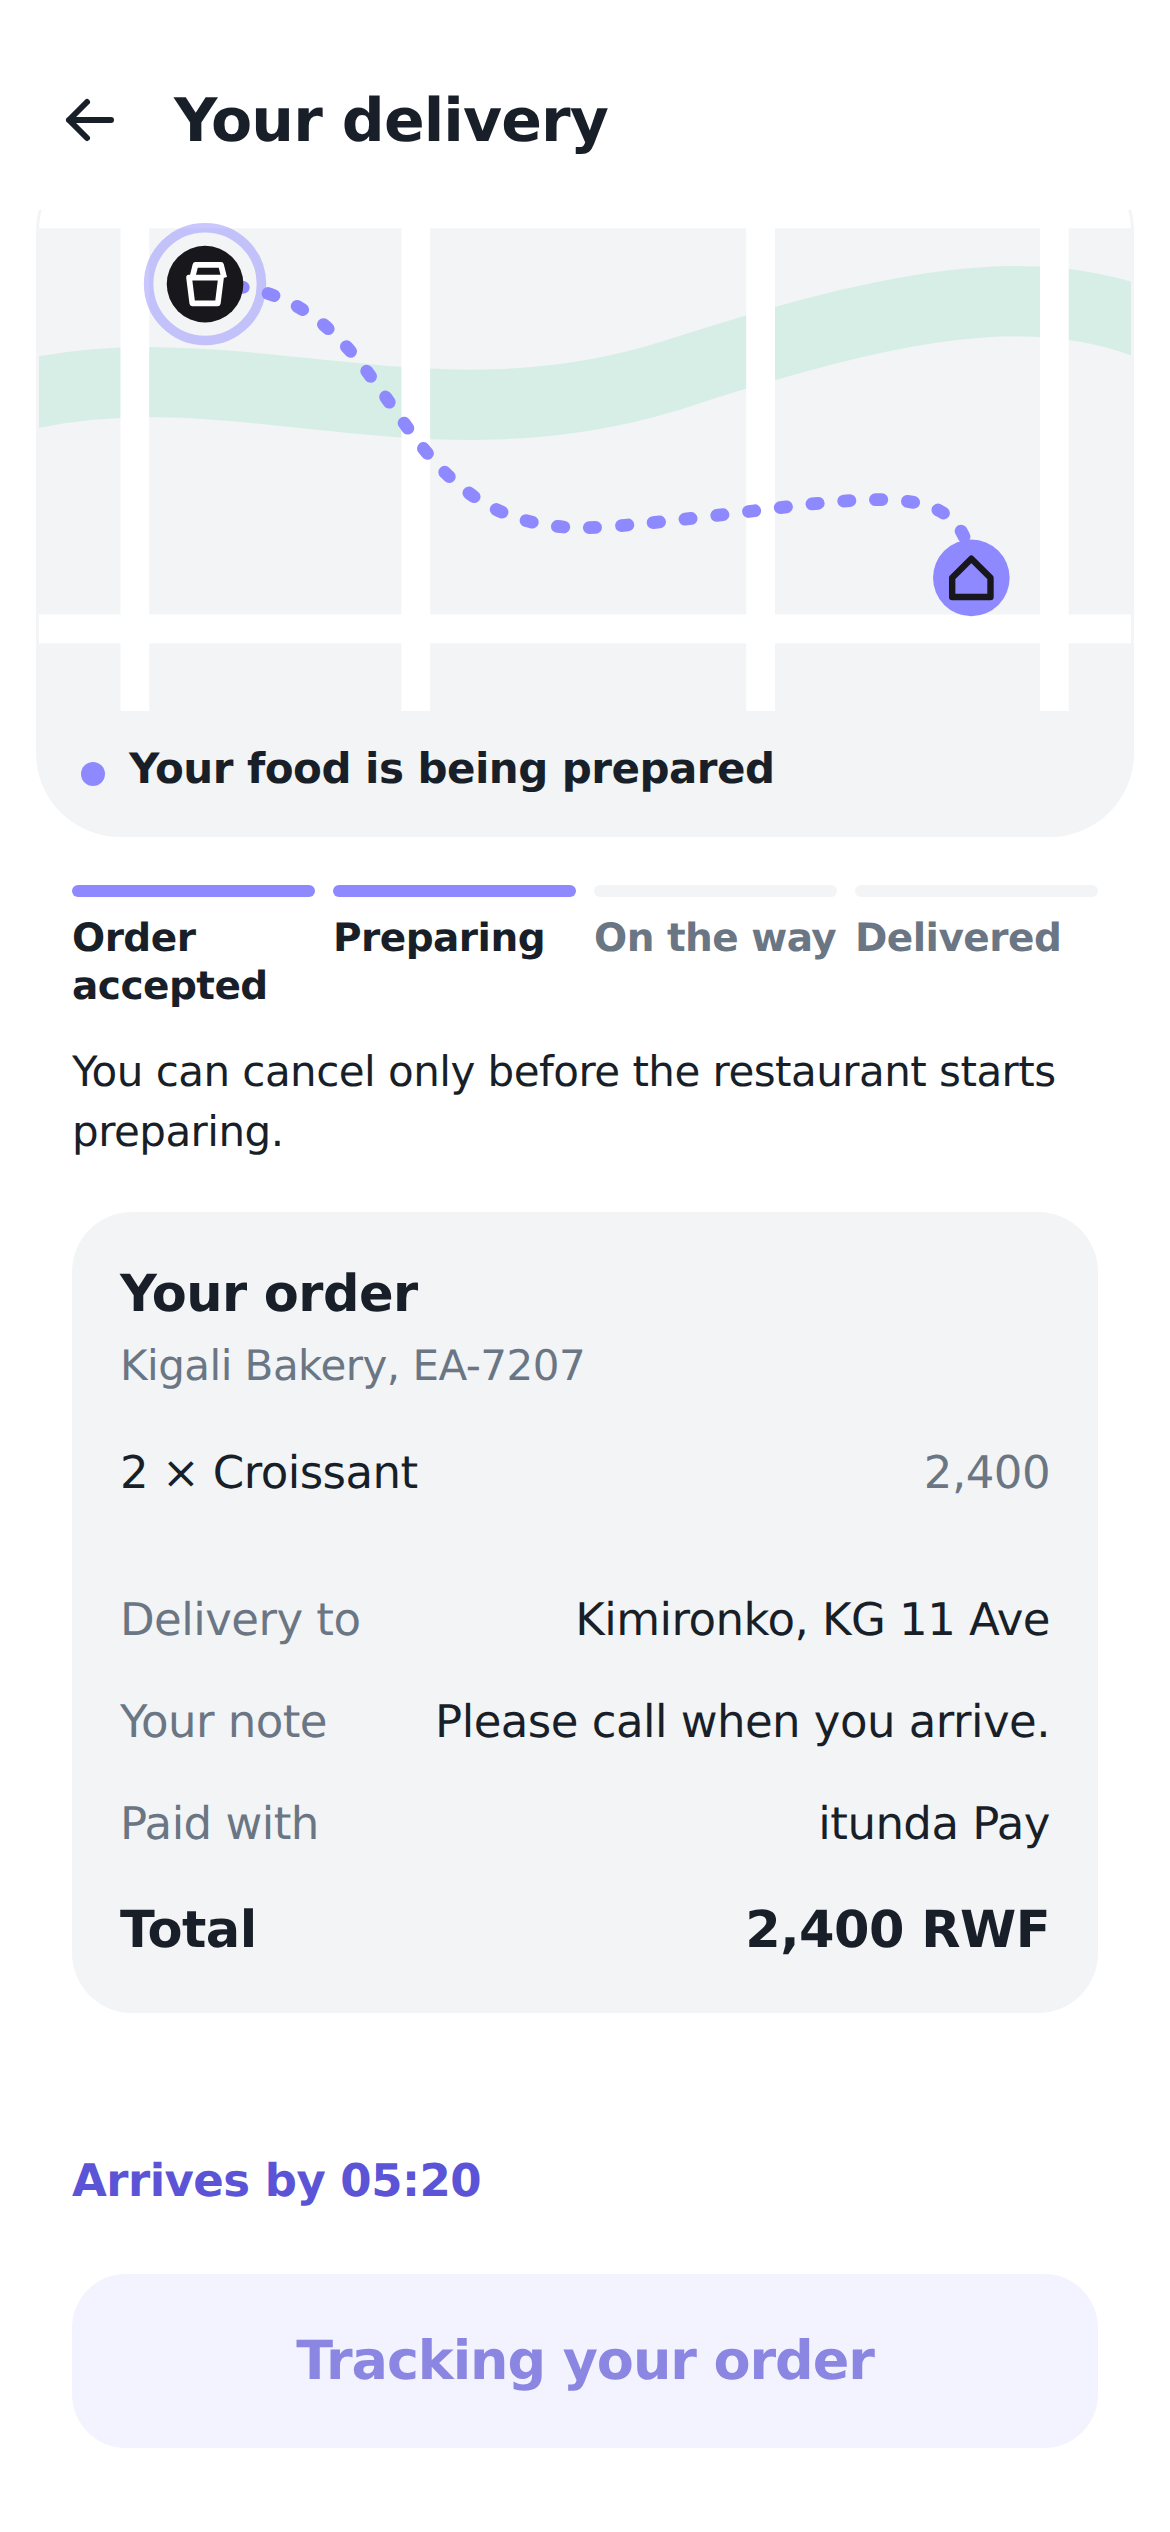 Your delivery
Your food is being prepared
Order accepted
Preparing
On the way
Delivered
You can cancel only before the restaurant starts
preparing.
Your order
Kigali Bakery, EA-7207
2 × Croissant 2,400
Delivery to Kimironko, KG 11 Ave
Your note Please call when you arrive.
Paid with itunda Pay
Total 2,400 RWF
Arrives by 05:20
Tracking your order